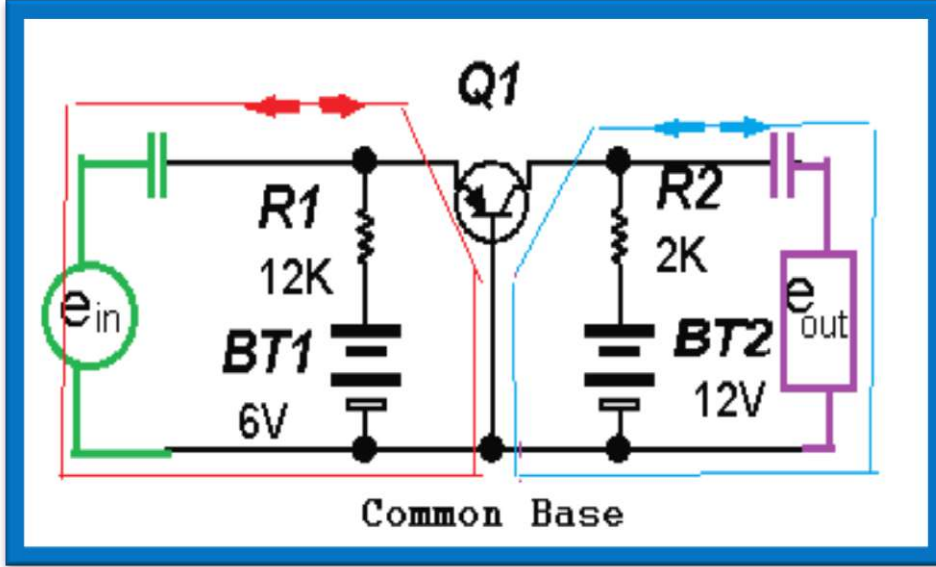 Q1
R1
12K
R2
2K
e in
BT1
6V
BT2
12V
e out
Common Base